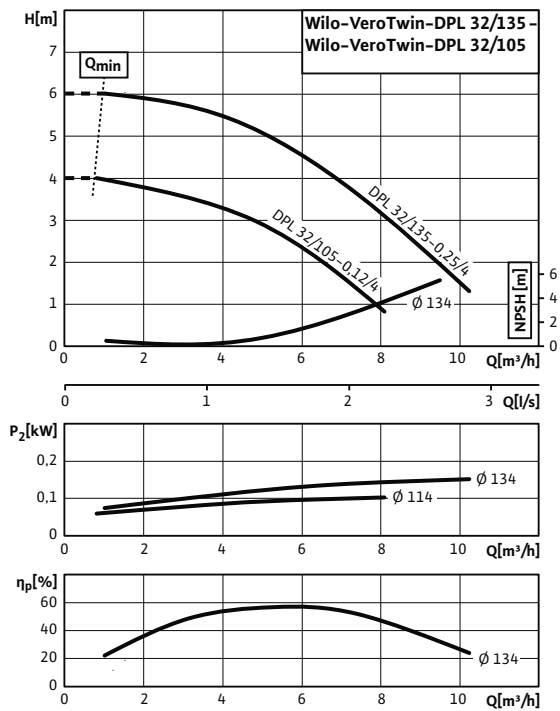 H[m]
Wilo-VeroTwin-DPL 32/135 -
Wilo-VeroTwin-DPL 32/105
7
Qmin
6
5
4
3
2
1
0
DPL 32/135-0,25/4
DPL 32/105-0,12/4
Ø 134
NPSH [m]
6
4
2
0
0 2 4 6 8 10 Q[m³/h]
0 1 2 3 Q[l/s]
P2[kW]
0,2
0,1
0
Ø 134
Ø 114
0 2 4 6 8 10 Q[m³/h]
ηp[%]
60
40
20
0
Ø 134
0 2 4 6 8 10 Q[m³/h]